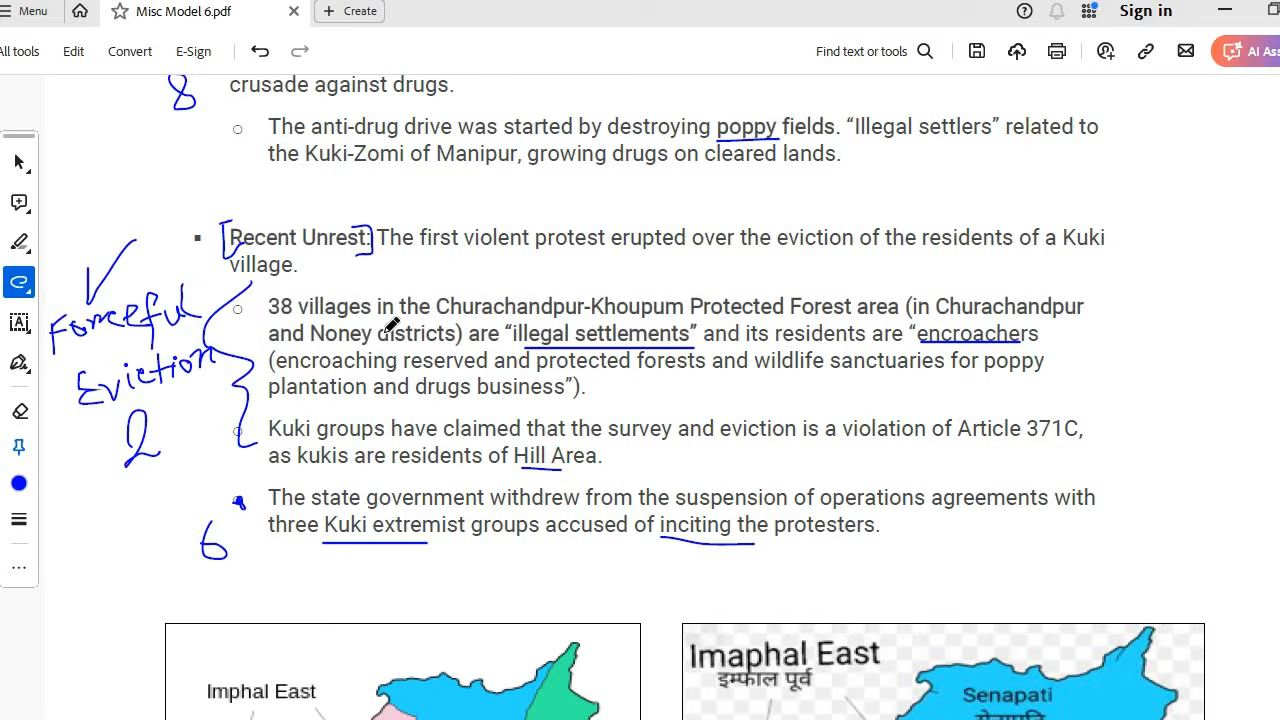 Menu
Misc Model 6.pdf
Create
Sign in
All tools
Edit
Convert
E-Sign
Find text or tools
AI Ass
8
crusade against drugs.
The anti-drug drive was started by destroying poppy fields. “Illegal settlers” related to
the Kuki-Zomi of Manipur, growing drugs on cleared lands.
[Recent Unrest:] The first violent protest erupted over the eviction of the residents of a Kuki
village.
38 villages in the Churachandpur-Khoupum Protected Forest area (in Churachandpur
and Noney districts) are “illegal settlements” and its residents are “encroachers
(encroaching reserved and protected forests and wildlife sanctuaries for poppy
plantation and drugs business”).
Forceful
Eviction
2
Kuki groups have claimed that the survey and eviction is a violation of Article 371C,
as kukis are residents of Hill Area.
The state government withdrew from the suspension of operations agreements with
three Kuki extremist groups accused of inciting the protesters.
6
Imphal East
Imaphal East
इम्फाल पूर्व
Senapati